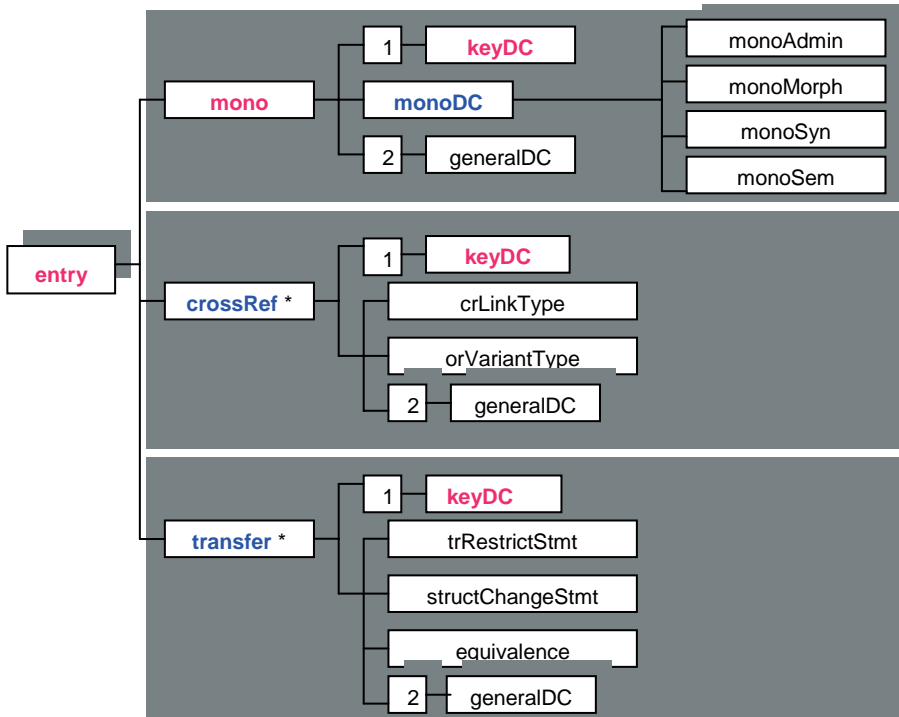 1 keyDC
monoAdmin
mono
monoDC
monoMorph
monoSyn
2 generalDC
monoSem
entry
1 keyDC
crossRef *
crLinkType
orVariantType
2 generalDC
1 keyDC
transfer *
trRestrictStmt
structChangeStmt
equivalence
2 generalDC